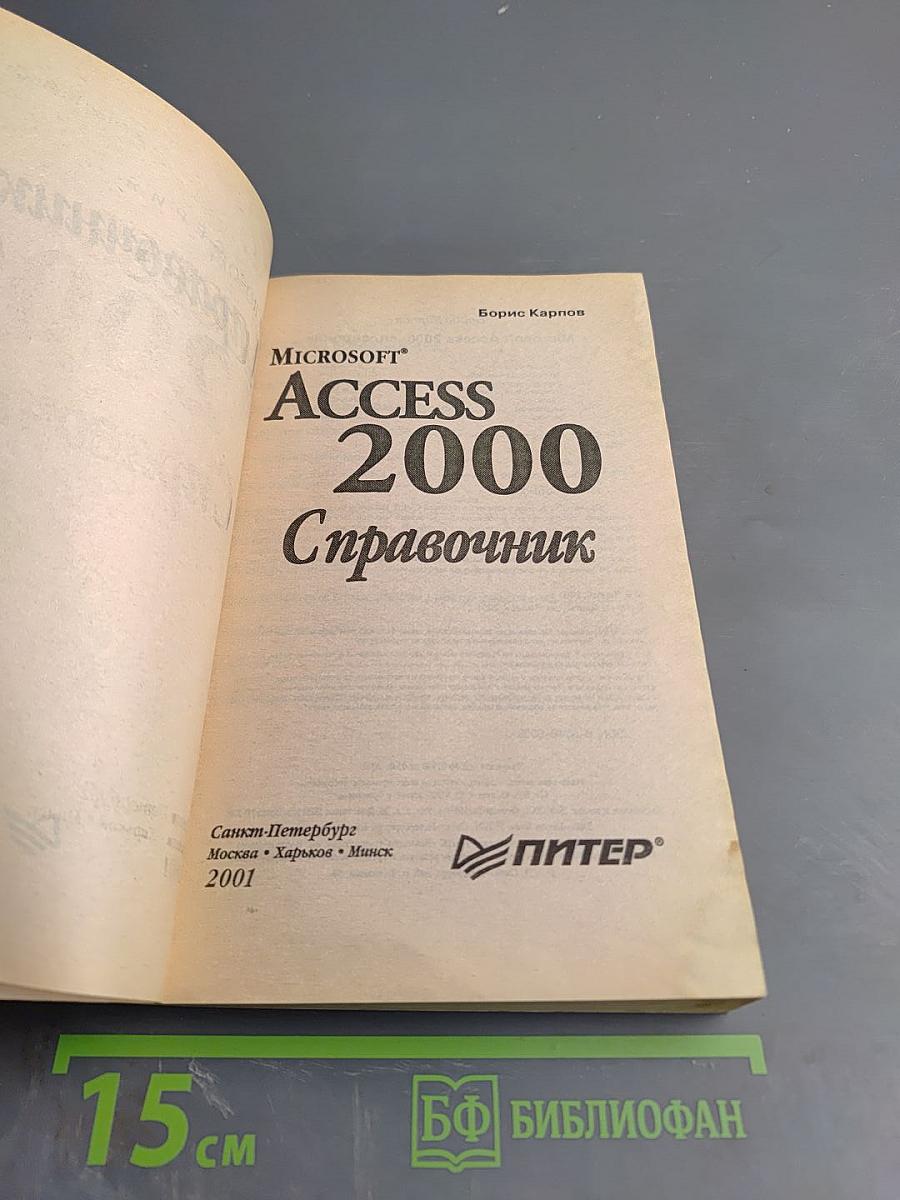 Борис Карпов
MICROSOFT®
ACCESS
2000
Справочник
Санкт-Петербург
Москва • Харьков • Минск
2001
ПИТЕР®
15 см
БФ БИБЛИОФАН